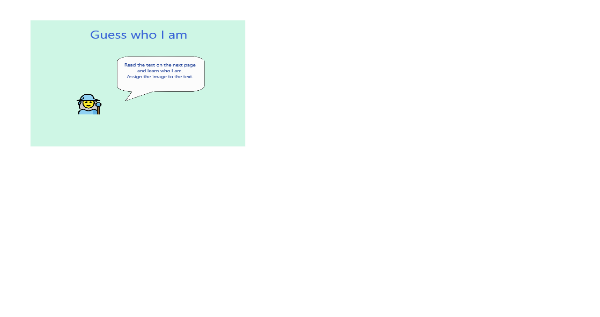 Guess who I am
Read the text on the next page,
and learn who I am.
Assign the image to the text.